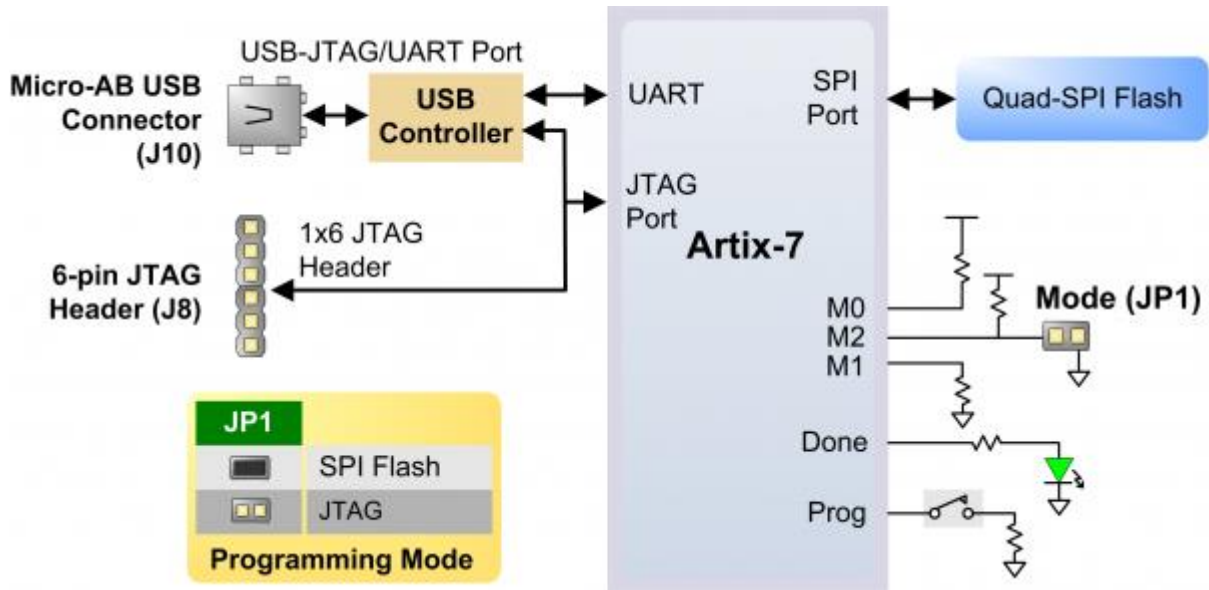 USB-JTAG/UART Port
Micro-AB USB
Connector
(J10)
USB
Controller
UART
SPI
Port
Quad-SPI Flash
JTAG
Port
Artix-7
1x6 JTAG
Header
6-pin JTAG
Header (J8)
M0
M2
M1
Mode (JP1)
Done
Prog
JP1
SPI Flash
JTAG
Programming Mode